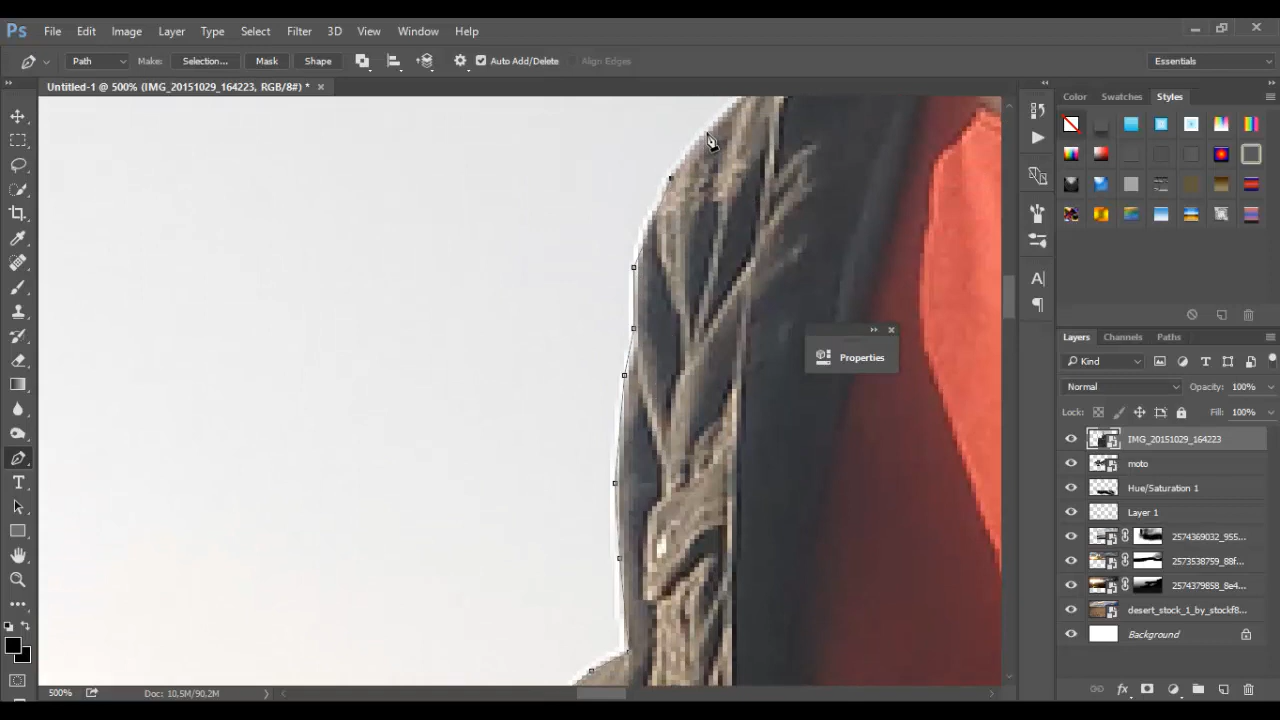 Ps File Edit Image Layer Type Select Filter 3D View Window Help
Path Make: Selection... Mask Shape Auto Add/Delete Align Edges Essentials
Untitled-1 @ 500% (IMG_20151029_164223, RGB/8#) *
Color Swatches Styles
Properties
Layers Channels Paths
Kind
Normal Opacity: 100%
Lock: Fill: 100%
IMG_20151029_164223
moto
Hue/Saturation 1
Layer 1
2574369032_955...
2573538759_88f...
2574379858_8e4...
desert_stock_1_by_stockf8...
Background
500% Doc: 10,5M/90,2M